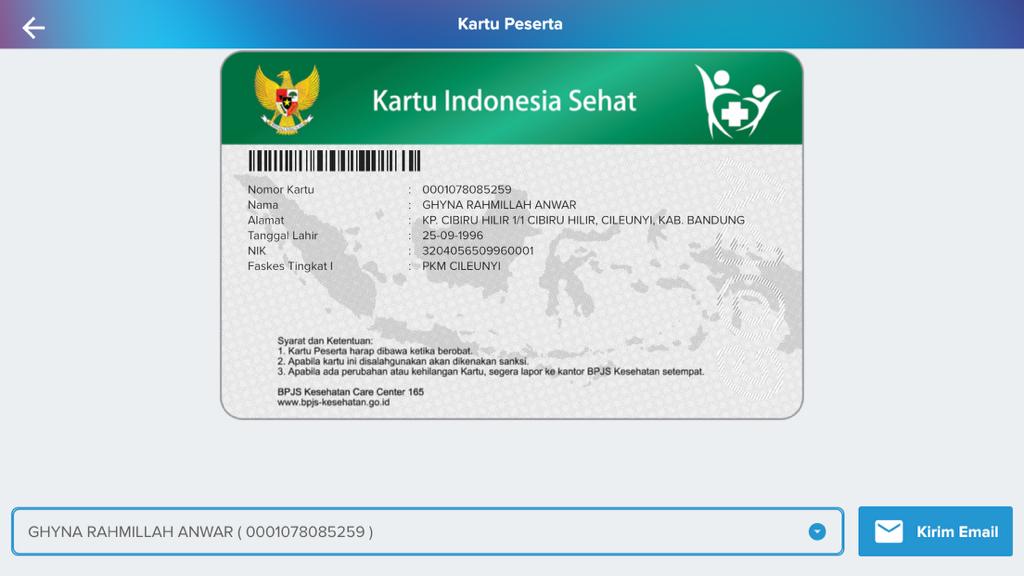 Kartu Peserta
Kartu Indonesia Sehat
Nomor Kartu : 0001078085259
Nama : GHYNA RAHMILLAH ANWAR
Alamat : KP. CIBIRU HILIR 1/1 CIBIRU HILIR, CILEUNYI, KAB. BANDUNG
Tanggal Lahir : 25-09-1996
NIK : 3204056509960001
Faskes Tingkat I : PKM CILEUNYI
Syarat dan Ketentuan:
1. Kartu Peserta harap dibawa ketika berobat.
2. Apabila kartu ini disalahgunakan akan dikenakan sanksi.
3. Apabila ada perubahan atau kehilangan Kartu, segera lapor ke kantor BPJS Kesehatan setempat.
BPJS Kesehatan Care Center 165
www.bpjs-kesehatan.go.id
GHYNA RAHMILLAH ANWAR ( 0001078085259 )
Kirim Email